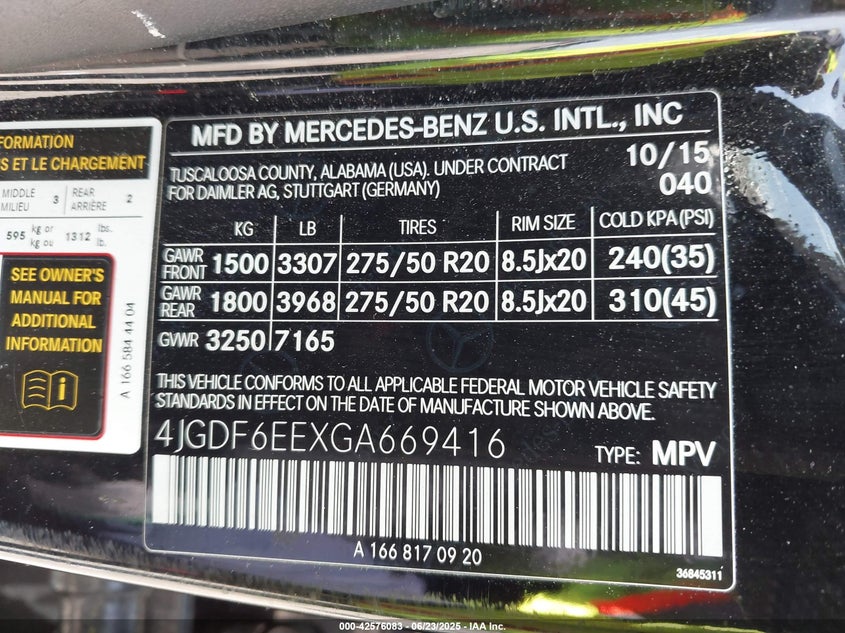 FORMATION
S ET LE CHARGEMENT
MIDDLE 3 REAR 2
MILIEU ARRIÈRE
595 kg or 1312 lbs.
kg ou lb.
SEE OWNER'S
MANUAL FOR
ADDITIONAL
INFORMATION
A 166 584 44 04
MFD BY MERCEDES-BENZ U.S. INTL., INC
TUSCALOOSA COUNTY, ALABAMA (USA). UNDER CONTRACT
FOR DAIMLER AG, STUTTGART (GERMANY)
10/15
040
KG LB TIRES RIM SIZE COLD KPA(PSI)
GAWR FRONT 1500 3307 275/50 R20 8.5Jx20 240(35)
GAWR REAR 1800 3968 275/50 R20 8.5Jx20 310(45)
GVWR 3250 7165
THIS VEHICLE CONFORMS TO ALL APPLICABLE FEDERAL MOTOR VEHICLE SAFETY
STANDARDS IN EFFECT ON THE DATE OF MANUFACTURE SHOWN ABOVE.
4JGDF6EEXGA669416
TYPE: MPV
A 166 817 09 20
36845311
000-42576083 - 06/23/2025 - IAA Inc.